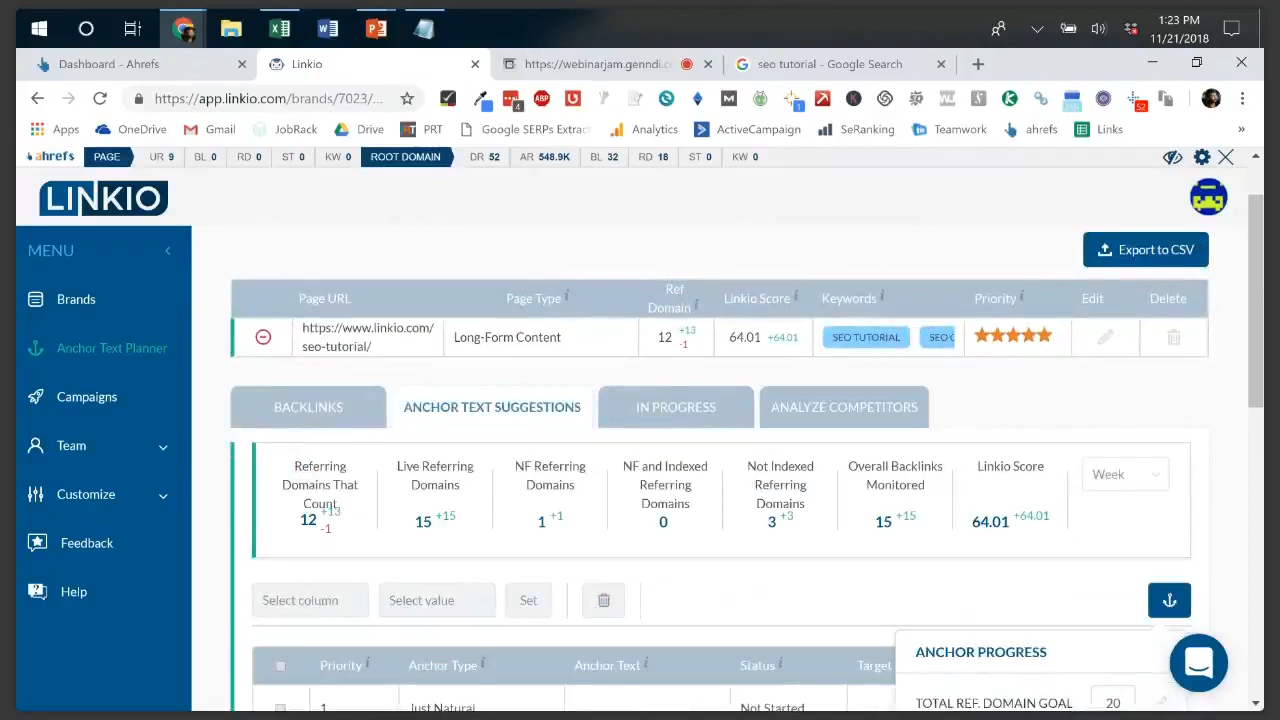 1:23 PM
11/21/2018
Dashboard - Ahrefs
Linkio
https://webinarjam.genndi.c
seo tutorial - Google Search
https://app.linkio.com/brands/7023/...
4
ABP
1
52
Apps
OneDrive
Gmail
JobRack
Drive
PRT
Google SERPs Extract
Analytics
ActiveCampaign
SeRanking
Teamwork
ahrefs
Links
»
ahrefs
PAGE
UR 9
BL 0
RD 0
ST 0
KW 0
ROOT DOMAIN
DR 52
AR 548.9K
BL 32
RD 18
ST 0
KW 0
LINKIO
MENU
Brands
Anchor Text Planner
Campaigns
Team
Customize
Feedback
Help
Export to CSV
Page URL
Page Type
Ref
Domain
Linkio Score
Keywords
Priority
Edit
Delete
https://www.linkio.com/
seo-tutorial/
Long-Form Content
12 +13
-1
64.01 +64.01
SEO TUTORIAL
Priority
BACKLINKS
ANCHOR TEXT SUGGESTIONS
IN PROGRESS
ANALYZE COMPETITORS
Referring
Domains That
Count
12 +13
-1
Live Referring
Domains
15 +15
NF Referring
Domains
1 +1
NF and Indexed
Referring
Domains
0
Not Indexed
Referring
Domains
3 +3
Overall Backlinks
Monitored
15 +15
Linkio Score
64.01 +64.01
Week
Select column
Select value
Set
Priority
Anchor Type
Anchor Text
Status
Target
1
Just Natural
Not Started
ANCHOR PROGRESS
TOTAL REF. DOMAIN GOAL
20